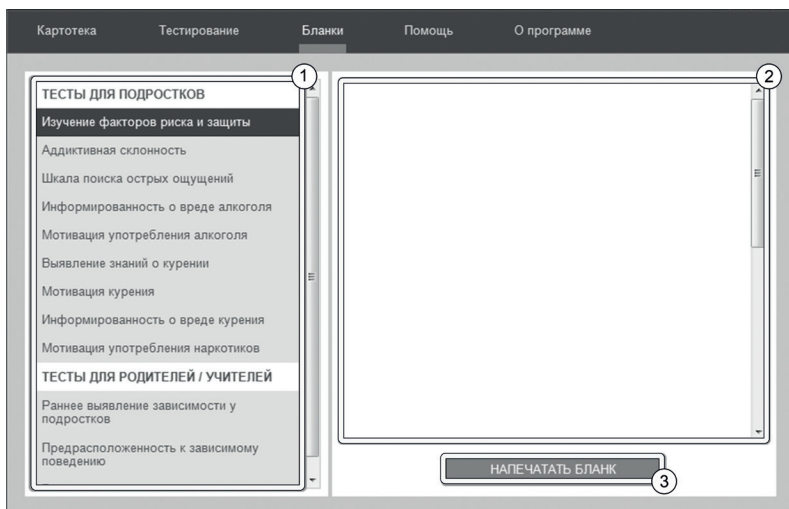 Картотека Тестирование Бланки Помощь О программе
1
2
ТЕСТЫ ДЛЯ ПОДРОСТКОВ
Изучение факторов риска и защиты
Аддиктивная склонность
Шкала поиска острых ощущений
Информированность о вреде алкоголя
Мотивация употребления алкоголя
Выявление знаний о курении
Мотивация курения
Информированность о вреде курения
Мотивация употребления наркотиков
ТЕСТЫ ДЛЯ РОДИТЕЛЕЙ / УЧИТЕЛЕЙ
Раннее выявление зависимости у
подростков
Предрасположенность к зависимому
поведению
НАПЕЧАТАТЬ БЛАНК
3